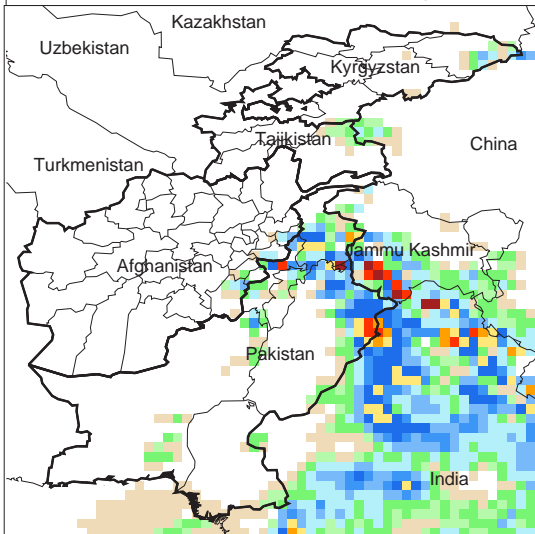 Kazakhstan
Uzbekistan
Kyrgyzstan
Tajikistan
China
Turkmenistan
Jammu Kashmir
Afghanistan
Pakistan
India